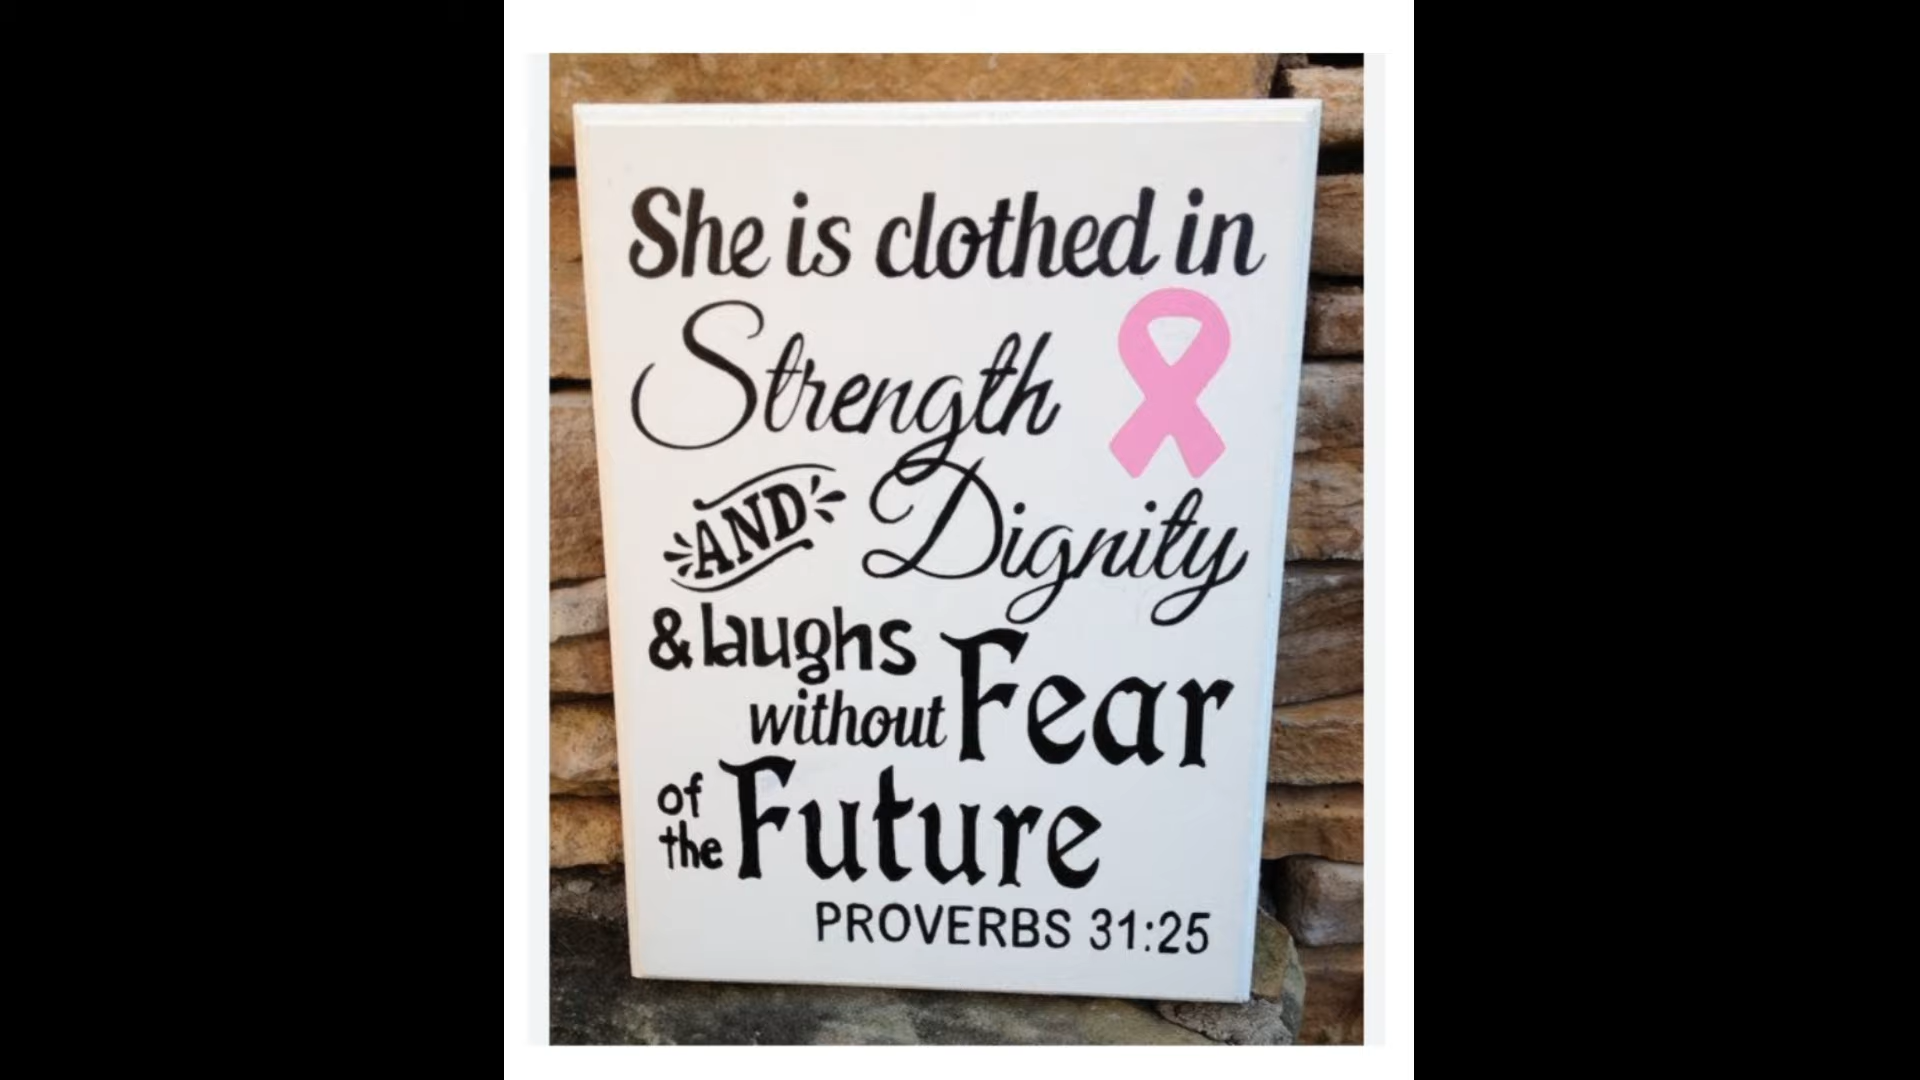 She is clothed in
Strength
AND Dignity
& laughs
without Fear
of the Future
PROVERBS 31:25